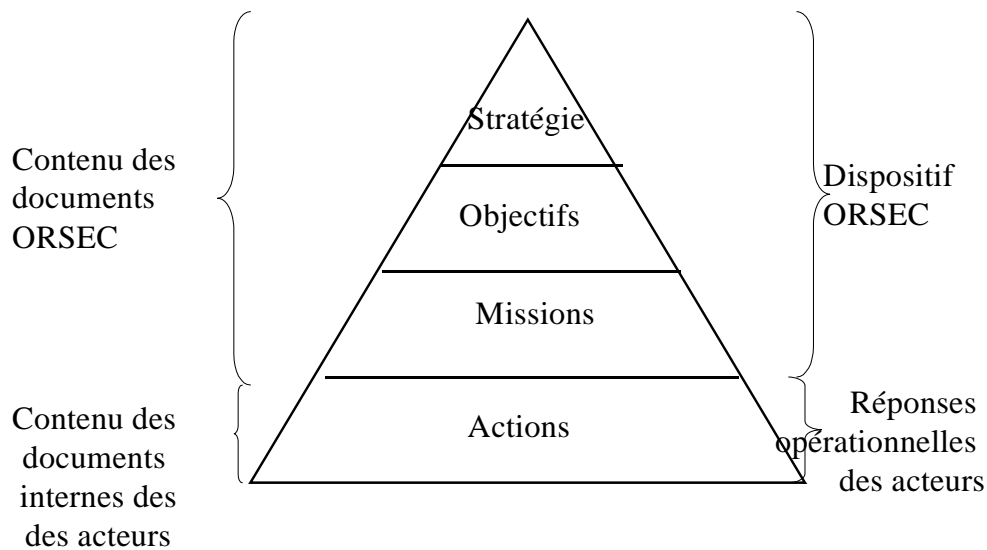 Stratégie
Contenu des
documents
ORSEC
Dispositif
ORSEC
Objectifs
Missions
Contenu des
documents
internes des
des acteurs
Actions
Réponses
opérationnelles
des acteurs